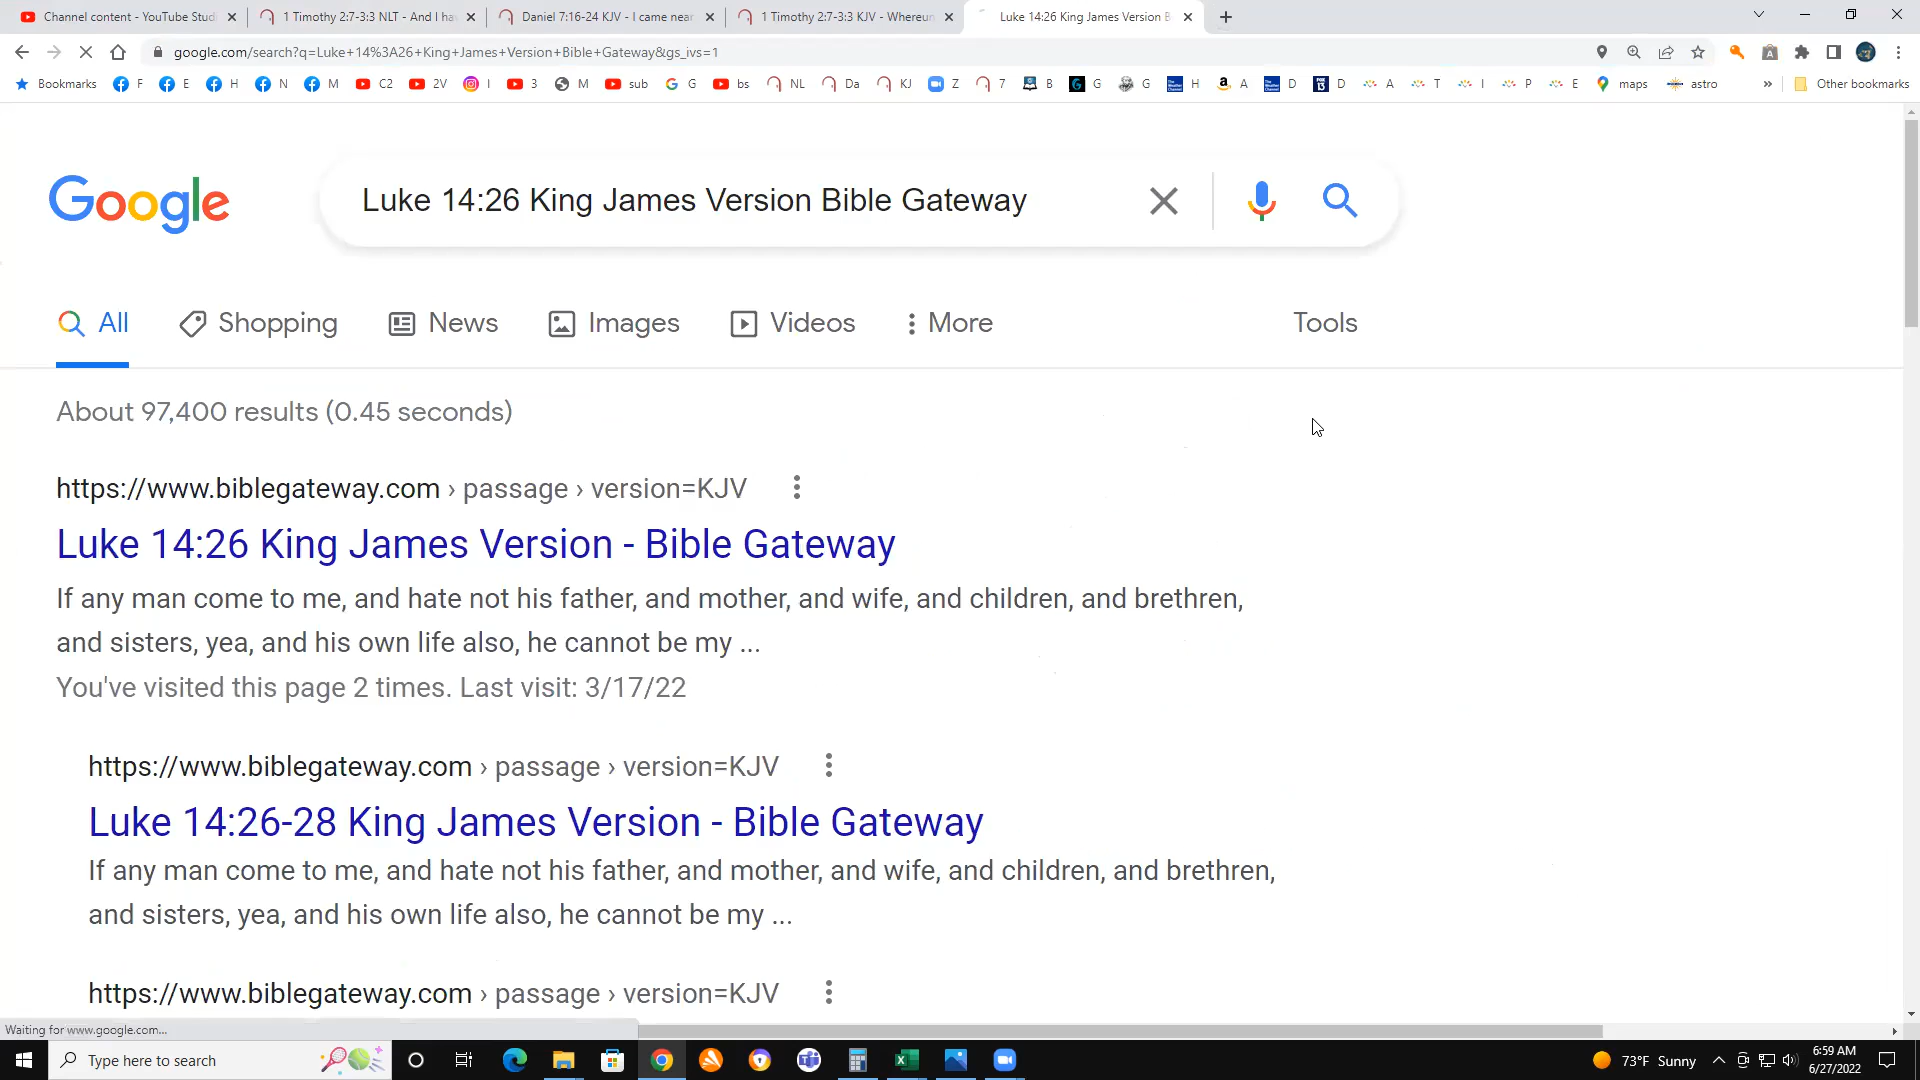 Channel content - YouTube Studi
1 Timothy 2:7-3:3 NLT - And I ha
Daniel 7:16-24 KJV - I came near
1 Timothy 2:7-3:3 KJV - Whereun
Luke 14:26 King James Version B
google.com/search?q=Luke+14%3A26+King+James+Version+Bible+Gateway&gs_ivs=1
Bookmarks F E H N M C2 2V I 3 M sub G bs NL Da KJ Z 7 B G G H A D D A T I P E maps astro » Other bookmarks
Google
Luke 14:26 King James Version Bible Gateway
All Shopping News Images Videos More Tools
About 97,400 results (0.45 seconds)
https://www.biblegateway.com › passage › version=KJV
Luke 14:26 King James Version - Bible Gateway
If any man come to me, and hate not his father, and mother, and wife, and children, and brethren,
and sisters, yea, and his own life also, he cannot be my ...
You've visited this page 2 times. Last visit: 3/17/22
https://www.biblegateway.com › passage › version=KJV
Luke 14:26-28 King James Version - Bible Gateway
If any man come to me, and hate not his father, and mother, and wife, and children, and brethren,
and sisters, yea, and his own life also, he cannot be my ...
https://www.biblegateway.com › passage › version=KJV
Waiting for www.google.com...
Type here to search
73°F Sunny
6:59 AM
6/27/2022